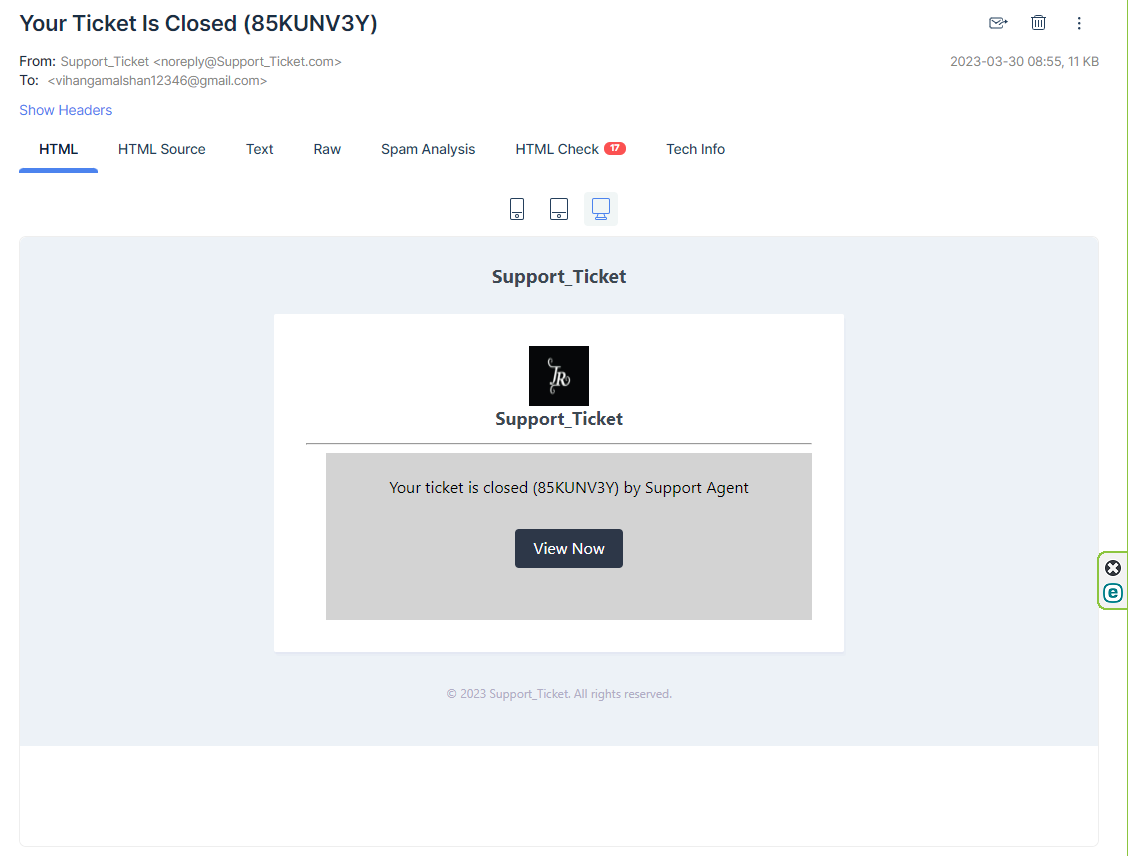 Your Ticket Is Closed (85KUNV3Y)
From: Support_Ticket <noreply@Support_Ticket.com>
2023-03-30 08:55, 11 KB
To: <vihangamalshan12346@gmail.com>
Show Headers
HTML HTML Source Text Raw Spam Analysis HTML Check 17 Tech Info
Support_Ticket
JR
Support_Ticket
Your ticket is closed (85KUNV3Y) by Support Agent
View Now
e
© 2023 Support_Ticket. All rights reserved.